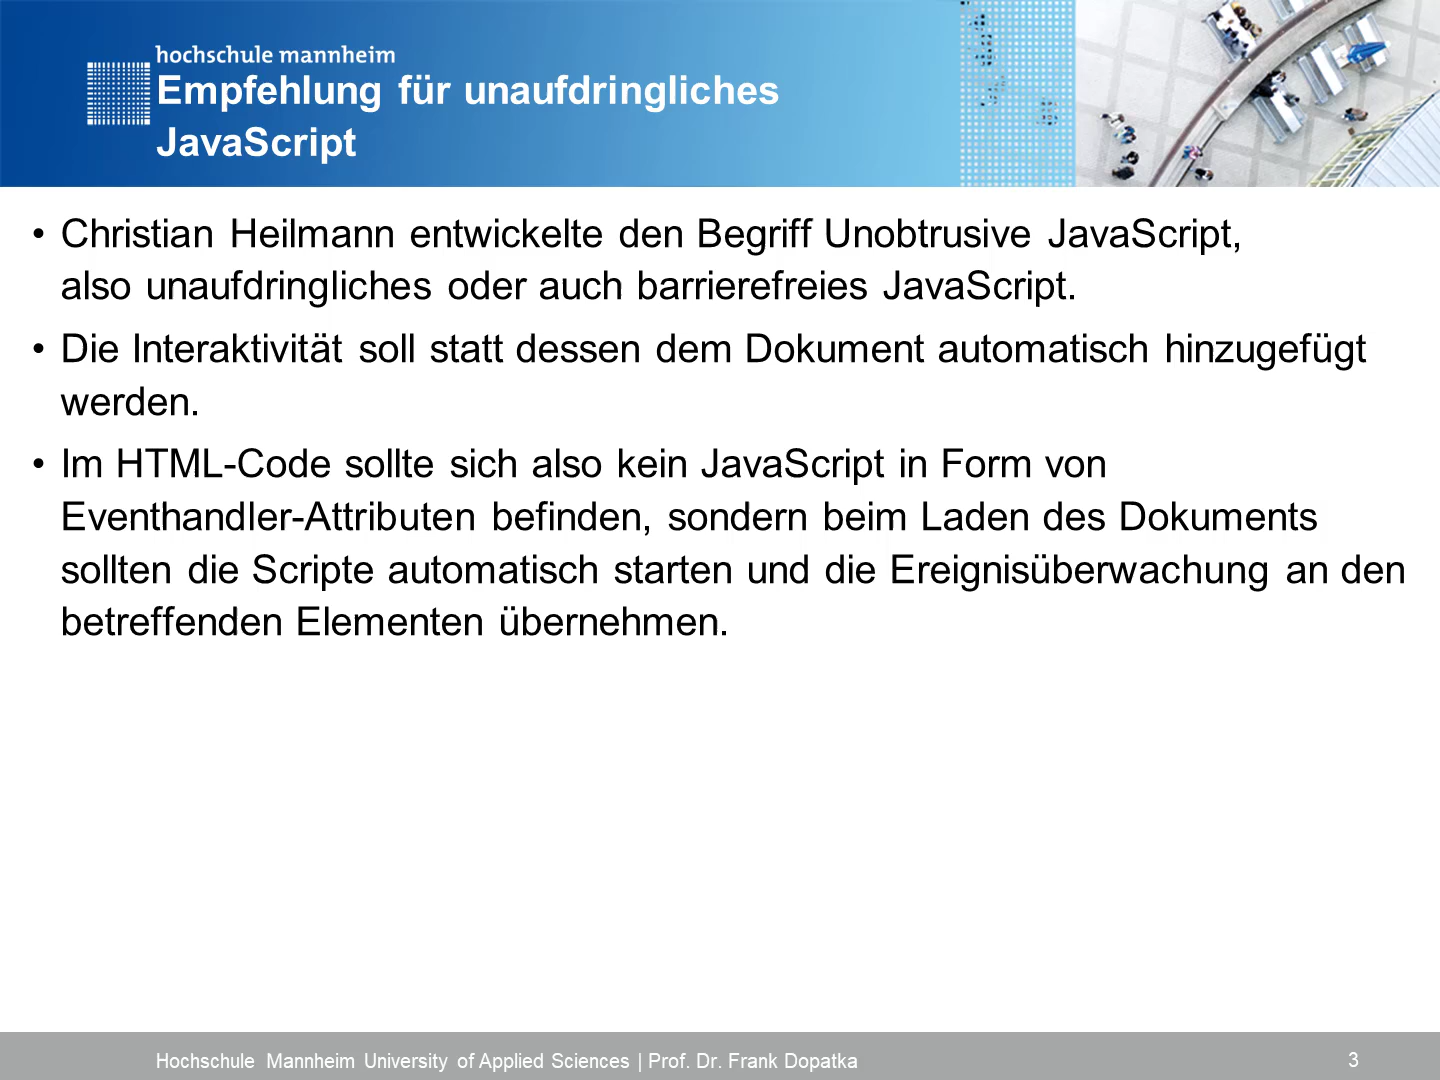 hochschule mannheim
Empfehlung für unaufdringliches
JavaScript
• Christian Heilmann entwickelte den Begriff Unobtrusive JavaScript,
also unaufdringliches oder auch barrierefreies JavaScript.
• Die Interaktivität soll statt dessen dem Dokument automatisch hinzugefügt
werden.
• Im HTML-Code sollte sich also kein JavaScript in Form von
Eventhandler-Attributen befinden, sondern beim Laden des Dokuments
sollten die Scripte automatisch starten und die Ereignisüberwachung an den
betreffenden Elementen übernehmen.
Hochschule Mannheim University of Applied Sciences | Prof. Dr. Frank Dopatka
3